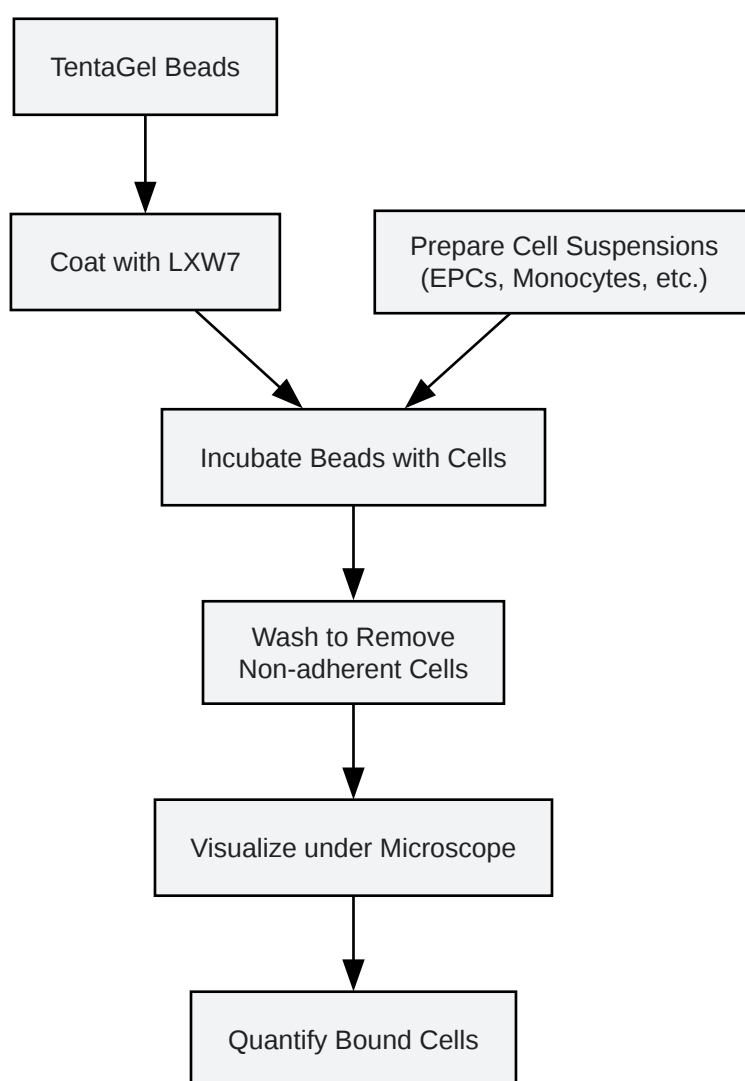 TentaGel Beads
Coat with LXW7
Prepare Cell Suspensions
(EPCs, Monocytes, etc.)
Incubate Beads with Cells
Wash to Remove
Non-adherent Cells
Visualize under Microscope
Quantify Bound Cells